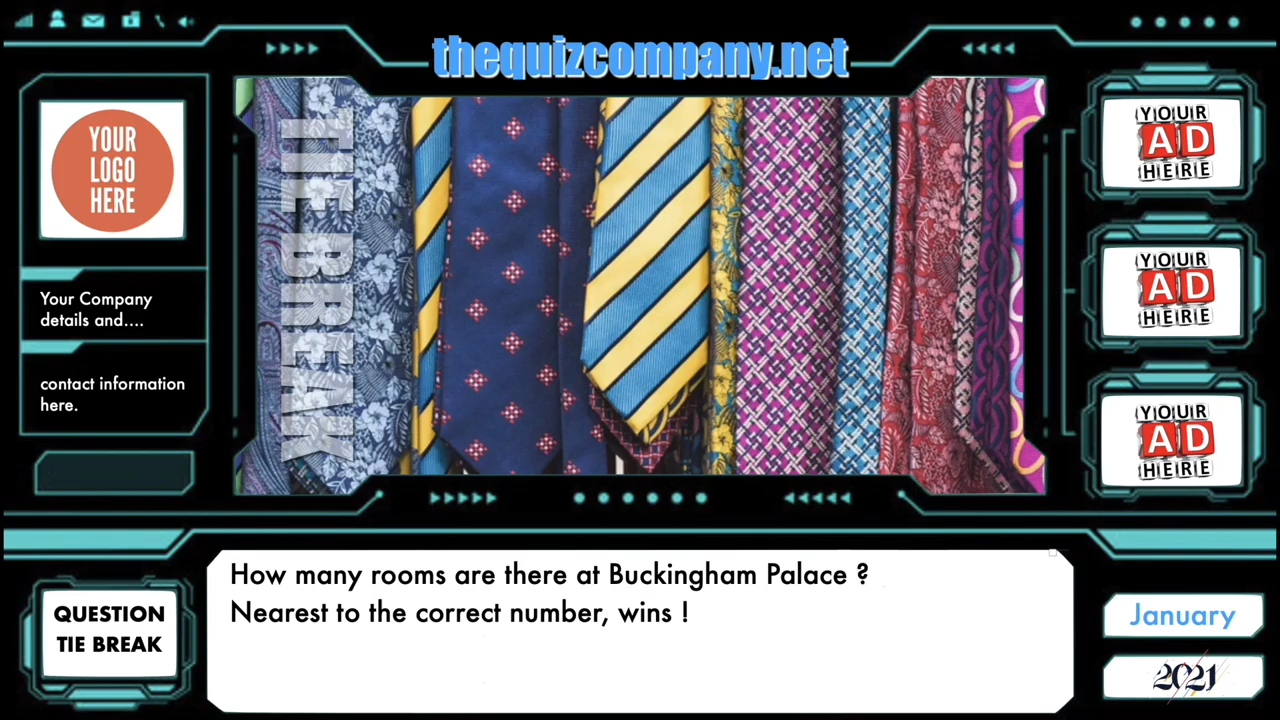 thequizcompany.net
YOUR
LOGO
HERE
Your Company
details and....
contact information
here.
TIE BREAK
YOUR
AD
HERE
YOUR
AD
HERE
YOUR
AD
HERE
QUESTION
TIE BREAK
How many rooms are there at Buckingham Palace ?
Nearest to the correct number, wins !
January
2021